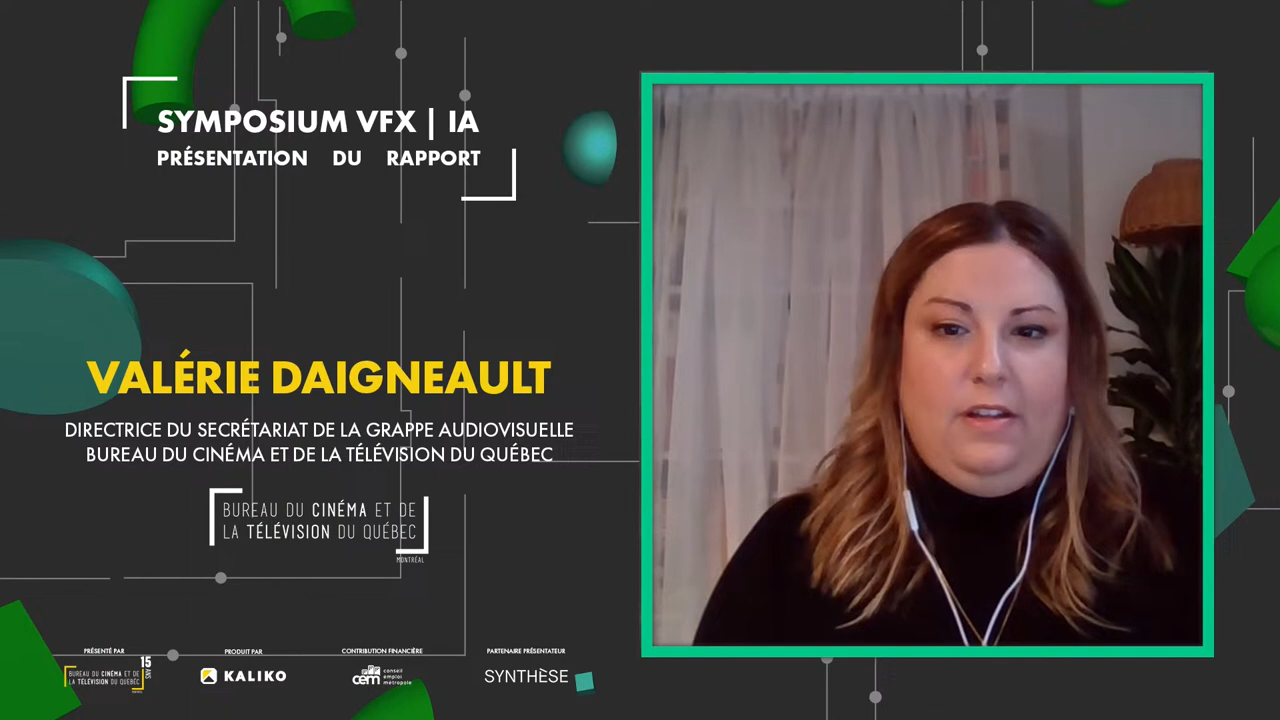 SYMPOSIUM VFX | IA
PRÉSENTATION DU RAPPORT
VALÉRIE DAIGNEAULT
DIRECTRICE DU SECRÉTARIAT DE LA GRAPPE AUDIOVISUELLE
BUREAU DU CINÉMA ET DE LA TÉLÉVISION DU QUÉBEC
BUREAU DU CINÉMA ET DE
LA TÉLÉVISION DU QUÉBEC
MONTRÉAL
PRÉSENTÉ PAR
BUREAU DU CINÉMA ET DE
LA TÉLÉVISION DU QUÉBEC
15 ANS
PRODUIT PAR
KALIKO
CONTRIBUTION FINANCIÈRE
cem
conseil
emploi
métropole
PARTENAIRE PRÉSENTATEUR
SYNTHÈSE